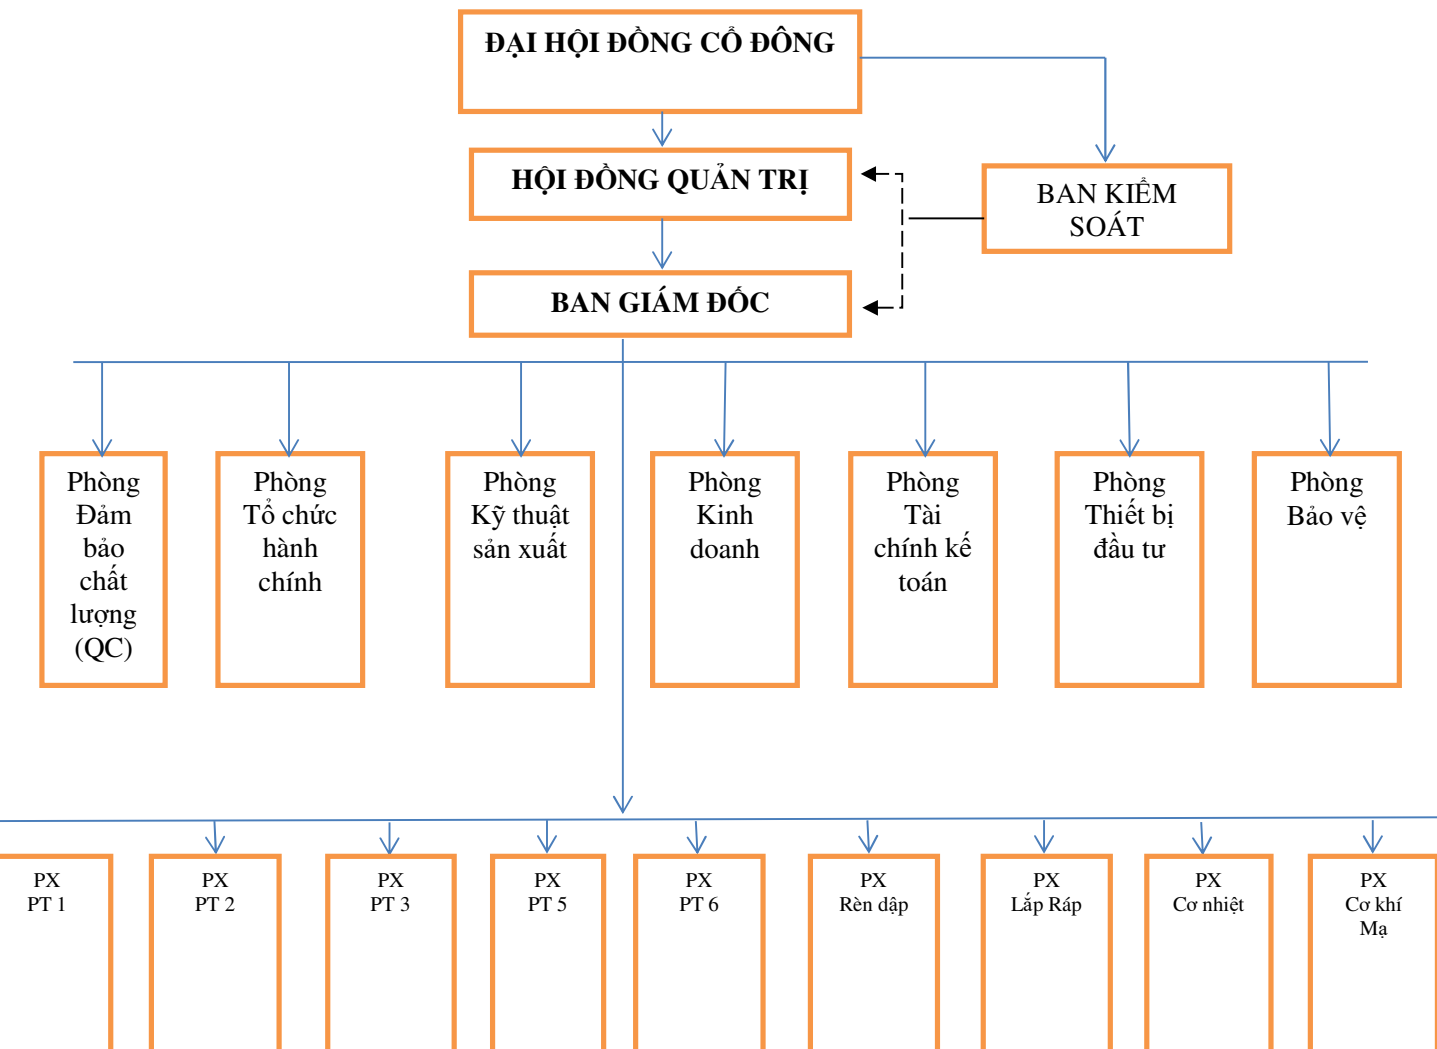 ĐẠI HỘI ĐỒNG CỔ ĐÔNG
HỘI ĐỒNG QUẢN TRỊ
BAN KIỂM
SOÁT
BAN GIÁM ĐỐC
Phòng
Đảm
bảo
chất
lượng
(QC)
Phòng
Tổ chức
hành
chính
Phòng
Kỹ thuật
sản xuất
Phòng
Kinh
doanh
Phòng
Tài
chính kế
toán
Phòng
Thiết bị
đầu tư
Phòng
Bảo vệ
PX
PT 1
PX
PT 2
PX
PT 3
PX
PT 5
PX
PT 6
PX
Rèn dập
PX
Lắp Ráp
PX
Cơ nhiệt
PX
Cơ khí
Mạ